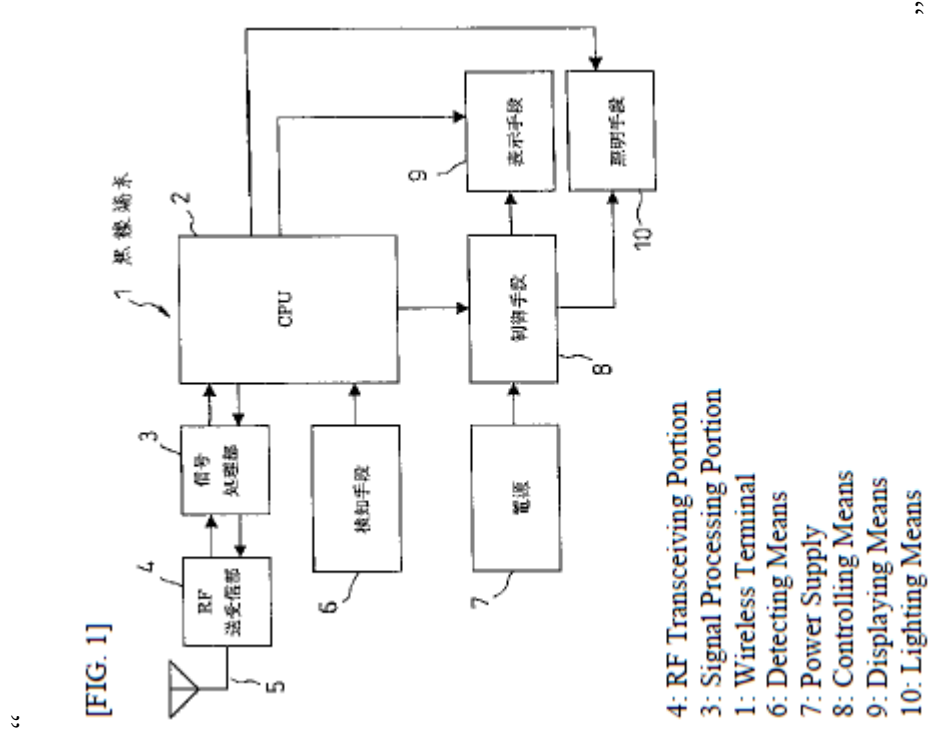 ”
[FIG. 1]
1 無線端末
2
CPU
3
信号
処理部
4
RF
送受信部
5
6
検知手段
7
電源
8
制御手段
9
表示手段
10
照明手段
4: RF Transceiving Portion
3: Signal Processing Portion
1: Wireless Terminal
6: Detecting Means
7: Power Supply
8: Controlling Means
9: Displaying Means
10: Lighting Means
”